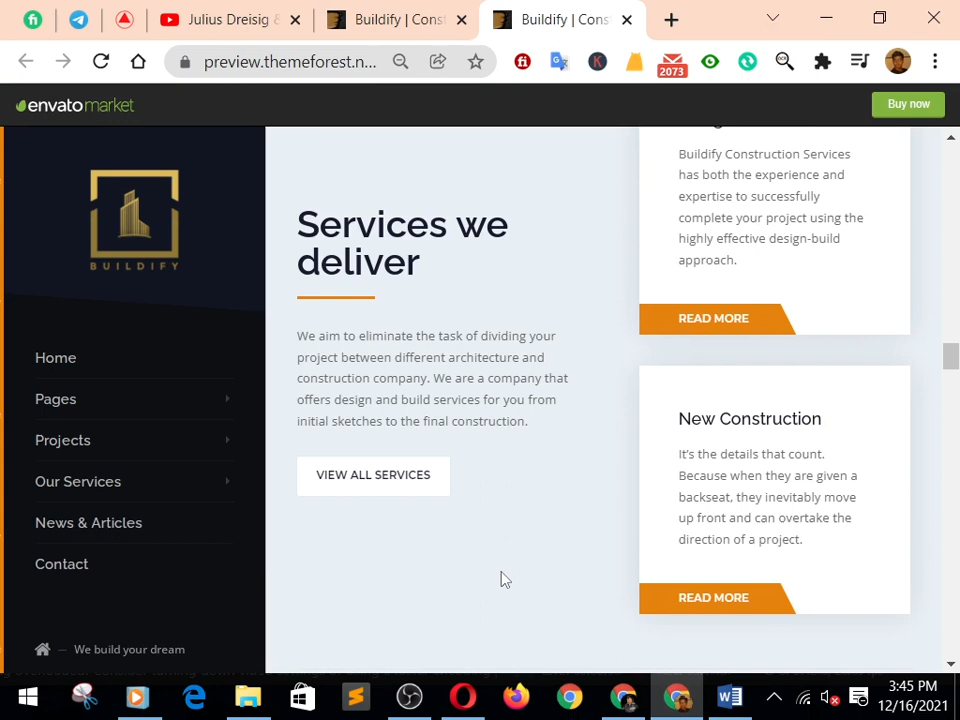 Julius Dreisig &
Buildify | Cons
Buildify | Cons
preview.themeforest.n...
2073
envatomarket
Buy now
BUILDIFY
Home
Pages
Projects
Our Services
News & Articles
Contact
We build your dream
Services we
deliver
We aim to eliminate the task of dividing your
project between different architecture and
construction company. We are a company that
offers design and build services for you from
initial sketches to the final construction.
VIEW ALL SERVICES
Buildify Construction Services
has both the experience and
expertise to successfully
complete your project using the
highly effective design-build
approach.
READ MORE
New Construction
It's the details that count.
Because when they are given a
backseat, they inevitably move
up front and can overtake the
direction of a project.
READ MORE
3:45 PM
12/16/2021